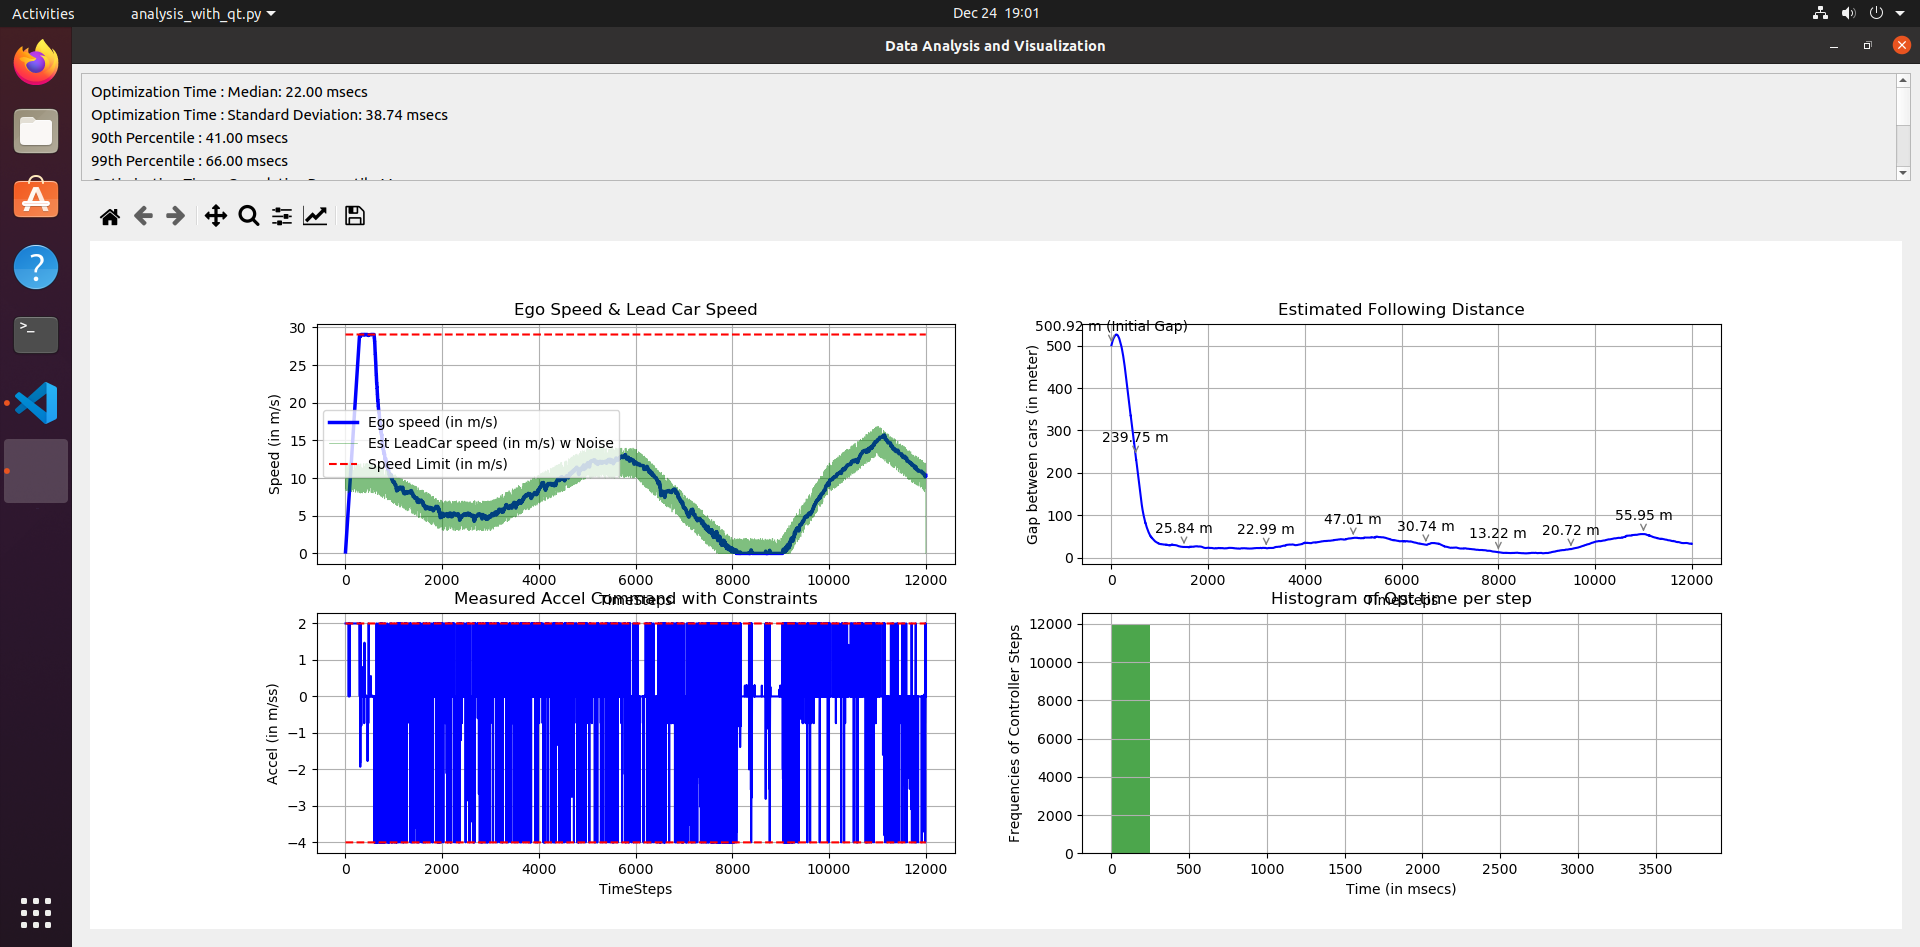 Activities
analysis_with_qt.py
Dec 24 19:01
Data Analysis and Visualization
Optimization Time : Median: 22.00 msecs
Optimization Time : Standard Deviation: 38.74 msecs
90th Percentile : 41.00 msecs
99th Percentile : 66.00 msecs
Ego Speed & Lead Car Speed
Speed (in m/s)
30
25
20
15
10
5
0
Ego speed (in m/s)
Est LeadCar speed (in m/s) w Noise
Speed Limit (in m/s)
0 2000 4000 6000 8000 10000 12000
TimeSteps
Estimated Following Distance
Gap between cars (in meter)
500
400
300
200
100
0
500.92 m (Initial Gap)
239.75 m
25.84 m
22.99 m
47.01 m
30.74 m
13.22 m
20.72 m
55.95 m
0 2000 4000 6000 8000 10000 12000
TimeSteps
Measured Accel Command with Constraints
Accel (in m/ss)
2
1
0
−1
−2
−3
−4
0 2000 4000 6000 8000 10000 12000
TimeSteps
Histogram of Opt time per step
Frequencies of Controller Steps
12000
10000
8000
6000
4000
2000
0
0 500 1000 1500 2000 2500 3000 3500
Time (in msecs)